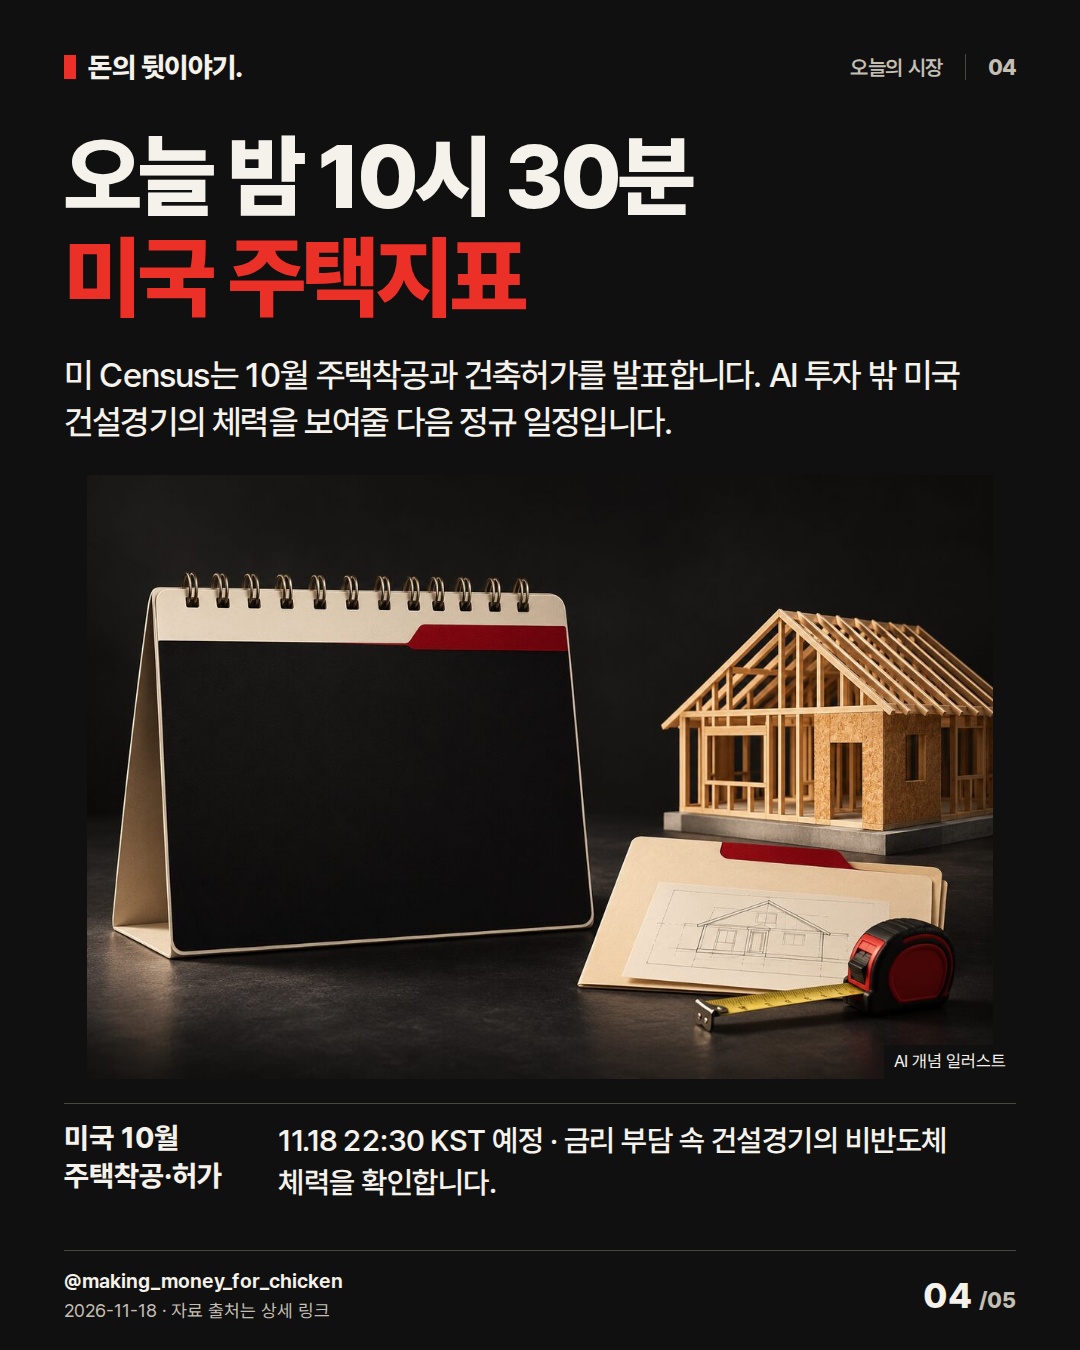 돈의 뒷이야기.
오늘의 시장 04
오늘 밤 10시 30분
미국 주택지표
미 Census는 10월 주택착공과 건축허가를 발표합니다. AI 투자 밖 미국
건설경기의 체력을 보여줄 다음 정규 일정입니다.
AI 개념 일러스트
미국 10월
주택착공·허가
11.18 22:30 KST 예정 · 금리 부담 속 건설경기의 비반도체
체력을 확인합니다.
@making_money_for_chicken
2026-11-18 · 자료 출처는 상세 링크
04 /05